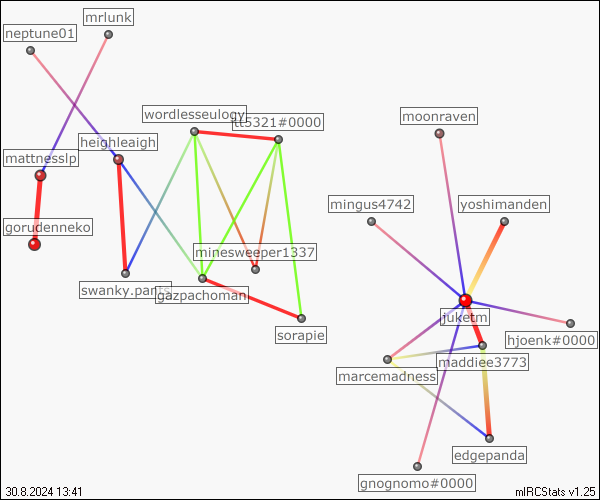 mrlunk
neptune01
moonraven
wordlesseulogy
tt5321#0000
heighleaigh
mattnesslp
mingus4742
yoshimanden
gorudenneko
minesweeper1337
swanky.pants
gazpachoman
juketm
sorapie
hjoenk#0000
maddiee3773
marcemadness
edgepanda
gnognomo#0000
30.8.2024 13:41
mIRCStats v1.25